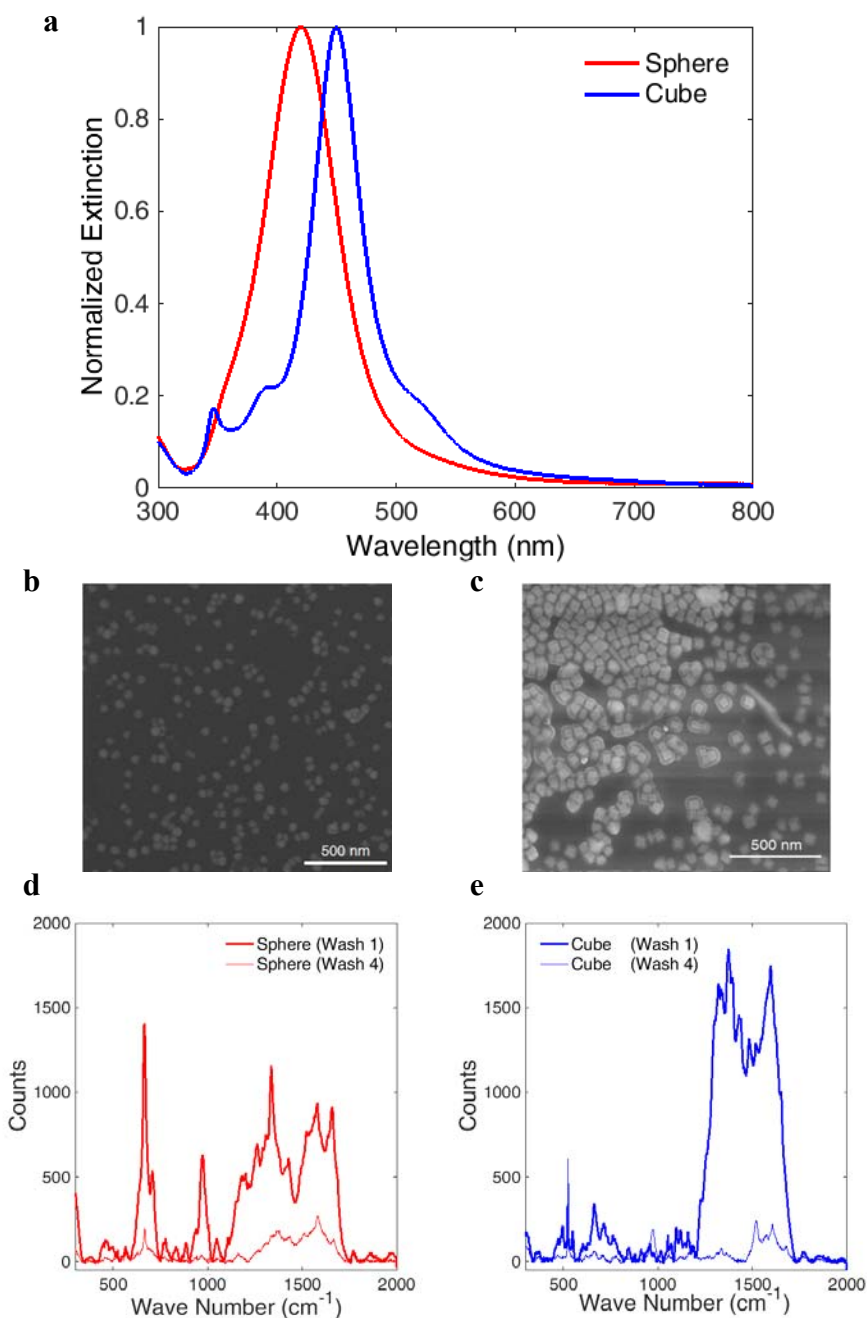 a
Normalized Extinction
1
0.8
0.6
0.4
0.2
0
300 400 500 600 700 800
Wavelength (nm)
Sphere
Cube
b
500 nm
c
500 nm
d
Counts
2000
1500
1000
500
0
500 1000 1500 2000
Wave Number (cm⁻¹)
Sphere (Wash 1)
Sphere (Wash 4)
e
Counts
2000
1500
1000
500
0
500 1000 1500 2000
Wave Number (cm⁻¹)
Cube (Wash 1)
Cube (Wash 4)